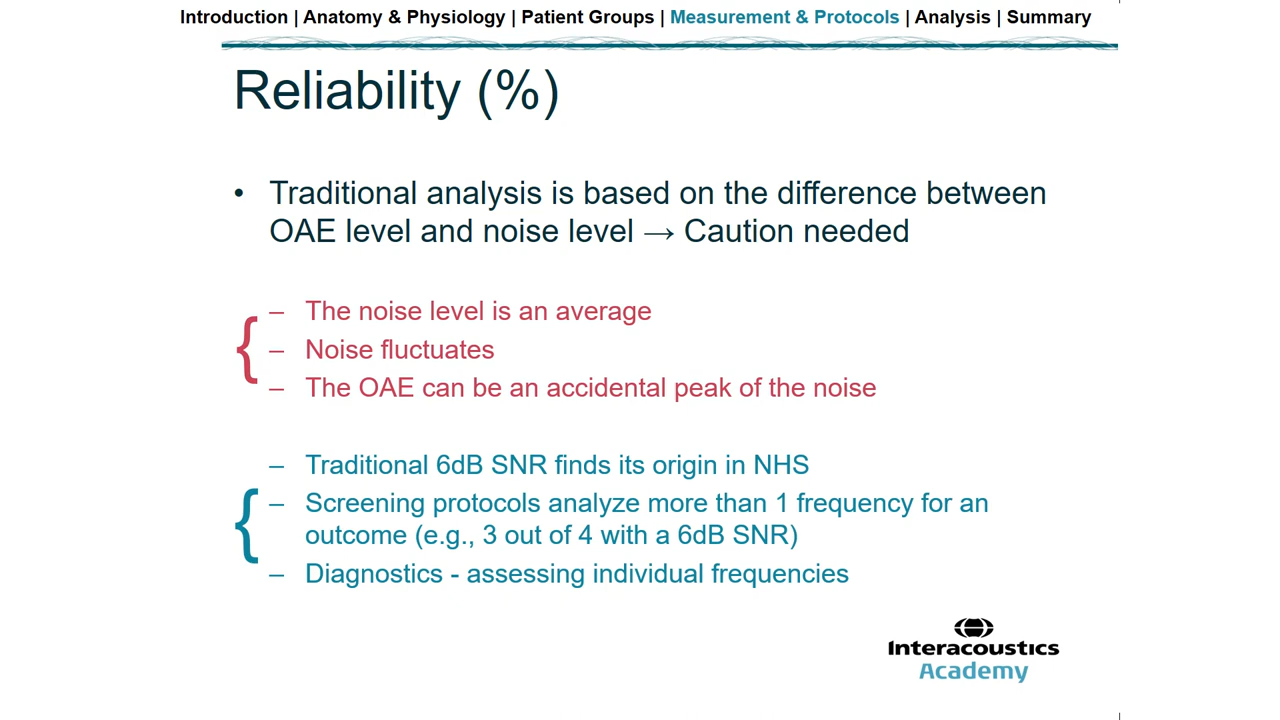 Introduction | Anatomy & Physiology | Patient Groups | Measurement & Protocols | Analysis | Summary
Reliability (%)
• Traditional analysis is based on the difference between
OAE level and noise level → Caution needed
{
– The noise level is an average
– Noise fluctuates
– The OAE can be an accidental peak of the noise
{
– Traditional 6dB SNR finds its origin in NHS
– Screening protocols analyze more than 1 frequency for an
outcome (e.g., 3 out of 4 with a 6dB SNR)
– Diagnostics - assessing individual frequencies
Interacoustics
Academy